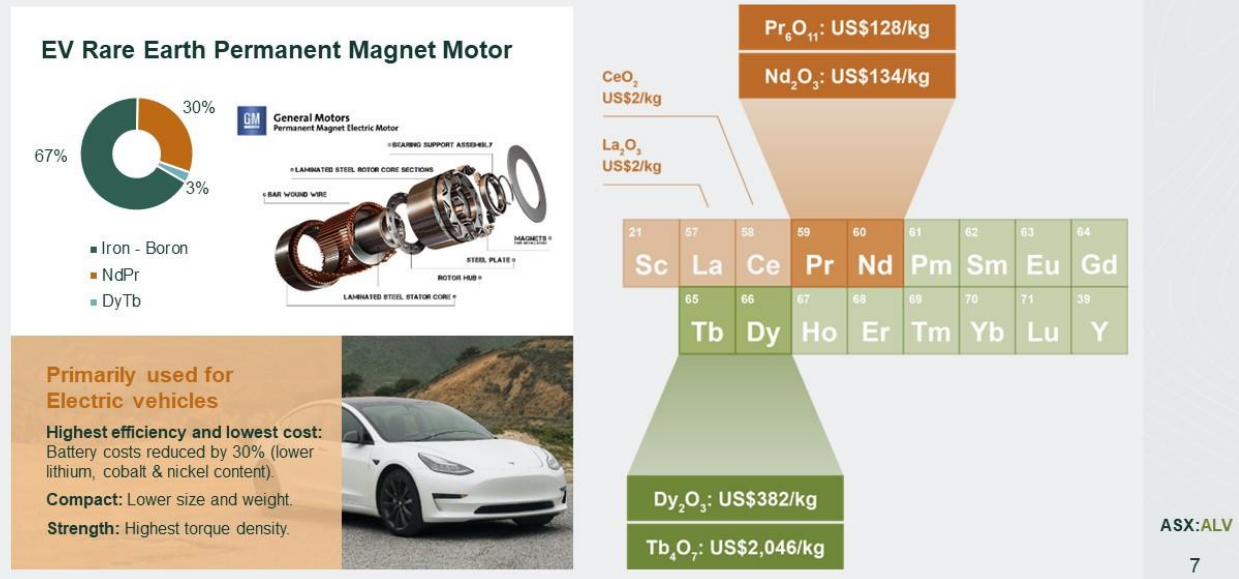 EV Rare Earth Permanent Magnet Motor
30%
67%
3%
Iron - Boron
NdPr
DyTb
GM
General Motors
Permanent Magnet Electric Motor
BEARING SUPPORT ASSEMBLY
LAMINATED STEEL ROTOR CORE SECTIONS
BAR WOUND WIRE
MAGNETS
STEEL PLATE
ROTOR HUB
LAMINATED STEEL STATOR CORE
Primarily used for
Electric vehicles
Highest efficiency and lowest cost:
Battery costs reduced by 30% (lower
lithium, cobalt & nickel content).
Compact: Lower size and weight.
Strength: Highest torque density.
Pr₆O₁₁: US$128/kg
Nd₂O₃: US$134/kg
CeO₂
US$2/kg
La₂O₃
US$2/kg
21 57 58 59 60 61 62 63 64
Sc La Ce Pr Nd Pm Sm Eu Gd
65 66 67 68 69 70 71 39
Tb Dy Ho Er Tm Yb Lu Y
Dy₂O₃: US$382/kg
Tb₄O₇: US$2,046/kg
ASX:ALV
7